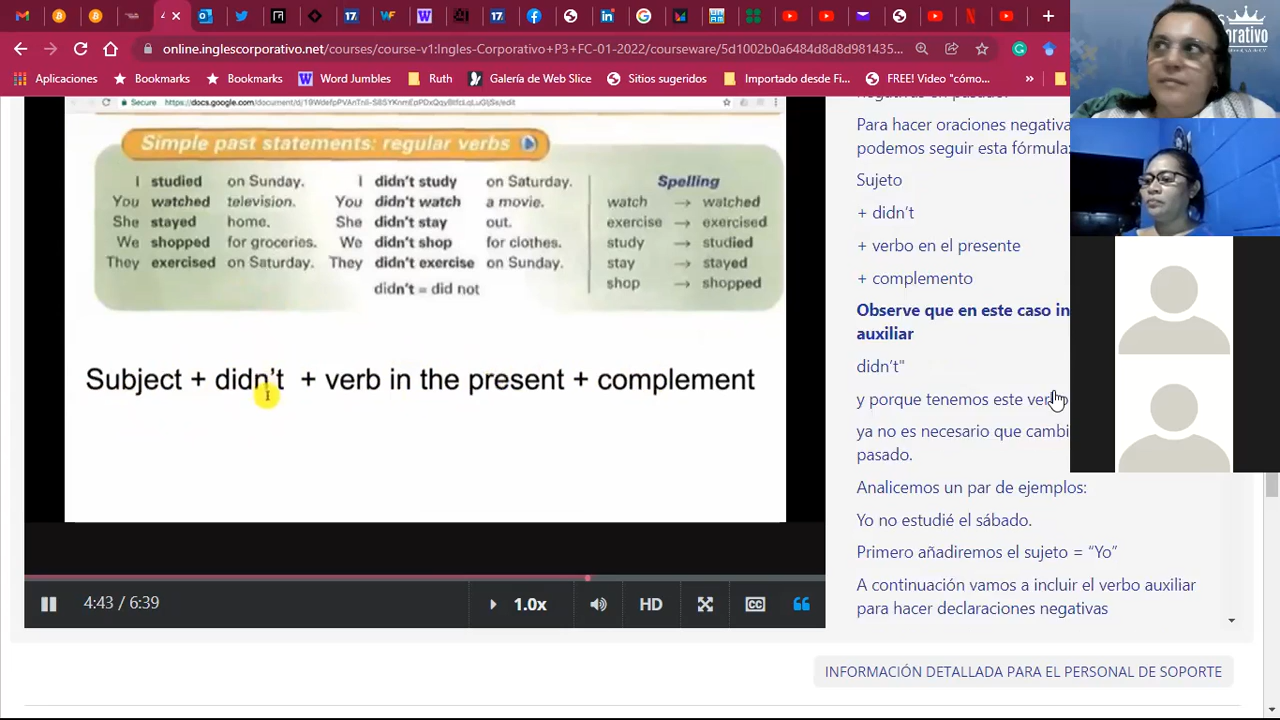 4
17
WF
W
17
online.inglescorporativo.net/courses/course-v1:Ingles-Corporativo+P3+FC-01-2022/courseware/5d1002b0a6484d8d8d981435...
Aplicaciones
Bookmarks
Bookmarks
Word Jumbles
Ruth
Galería de Web Slice
Sitios sugeridos
Importado desde Fi...
FREE! Video "cómo...
»
Secure
Simple past statements: regular verbs
I studied on Sunday. I didn't study on Saturday.
You watched television. You didn't watch a movie.
She stayed home. She didn't stay out.
We shopped for groceries. We didn't shop for clothes.
They exercised on Saturday. They didn't exercise on Sunday.
didn't = did not
Spelling
watch → watched
exercise → exercised
study → studied
stay → stayed
shop → shopped
Subject + didn't + verb in the present + complement
4:43 / 6:39
1.0x
HD
CC
Para hacer oraciones negativa
podemos seguir esta fórmula:
Sujeto
+ didn't
+ verbo en el presente
+ complemento
Observe que en este caso in
auxiliar
didn't"
y porque tenemos este verb
ya no es necesario que cambi
pasado.
Analicemos un par de ejemplos:
Yo no estudié el sábado.
Primero añadiremos el sujeto = “Yo”
A continuación vamos a incluir el verbo auxiliar
para hacer declaraciones negativas
INFORMACIÓN DETALLADA PARA EL PERSONAL DE SOPORTE